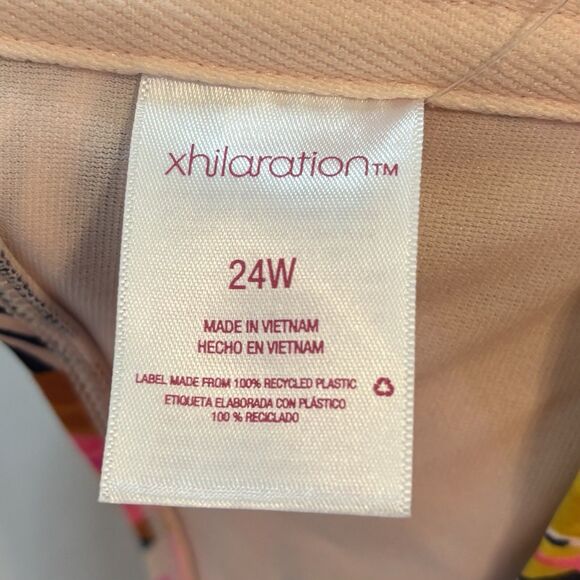 xhilaration™
24W
MADE IN VIETNAM
HECHO EN VIETNAM
LABEL MADE FROM 100% RECYCLED PLASTIC
ETIQUETA ELABORADA CON PLÁSTICO
100 % RECICLADO